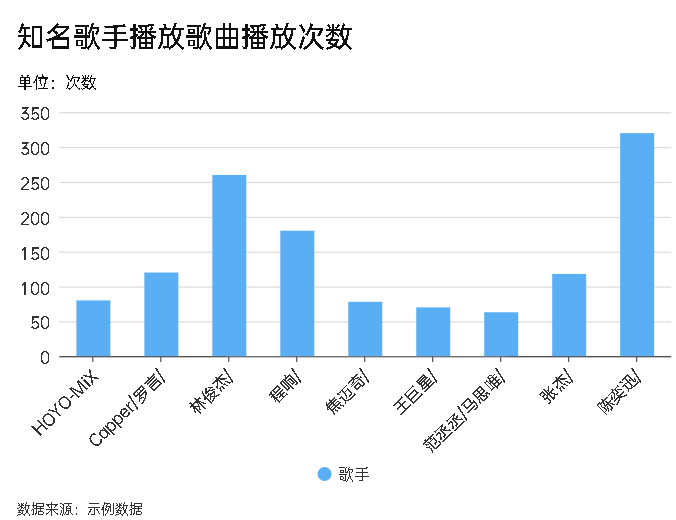 知名歌手播放歌曲播放次数
单位：次数
350
300
250
200
150
100
50
0
HOYO-MiX
Capper/罗言/
林俊杰/
程响/
焦迈奇/
王巨星/
范丞丞/马思唯/
张杰/
陈奕迅/
歌手
数据来源：示例数据